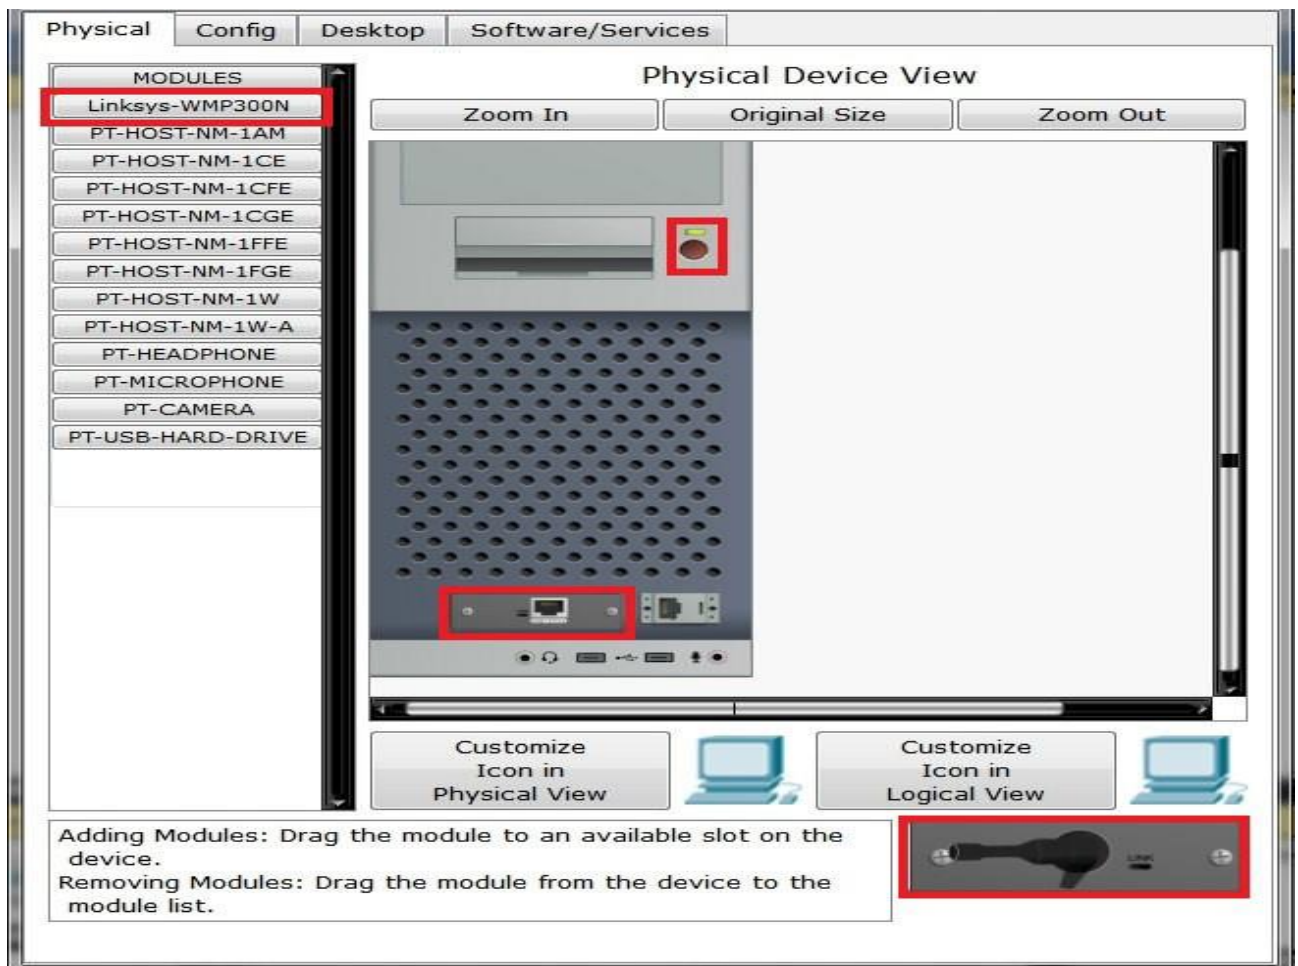 Physical
Config
Desktop
Software/Services
MODULES
Linksys-WMP300N
PT-HOST-NM-1AM
PT-HOST-NM-1CE
PT-HOST-NM-1CFE
PT-HOST-NM-1CGE
PT-HOST-NM-1FFE
PT-HOST-NM-1FGE
PT-HOST-NM-1W
PT-HOST-NM-1W-A
PT-HEADPHONE
PT-MICROPHONE
PT-CAMERA
PT-USB-HARD-DRIVE
Physical Device View
Zoom In
Original Size
Zoom Out
Customize
Icon in
Physical View
Customize
Icon in
Logical View
Adding Modules: Drag the module to an available slot on the
device.
Removing Modules: Drag the module from the device to the
module list.
LINK